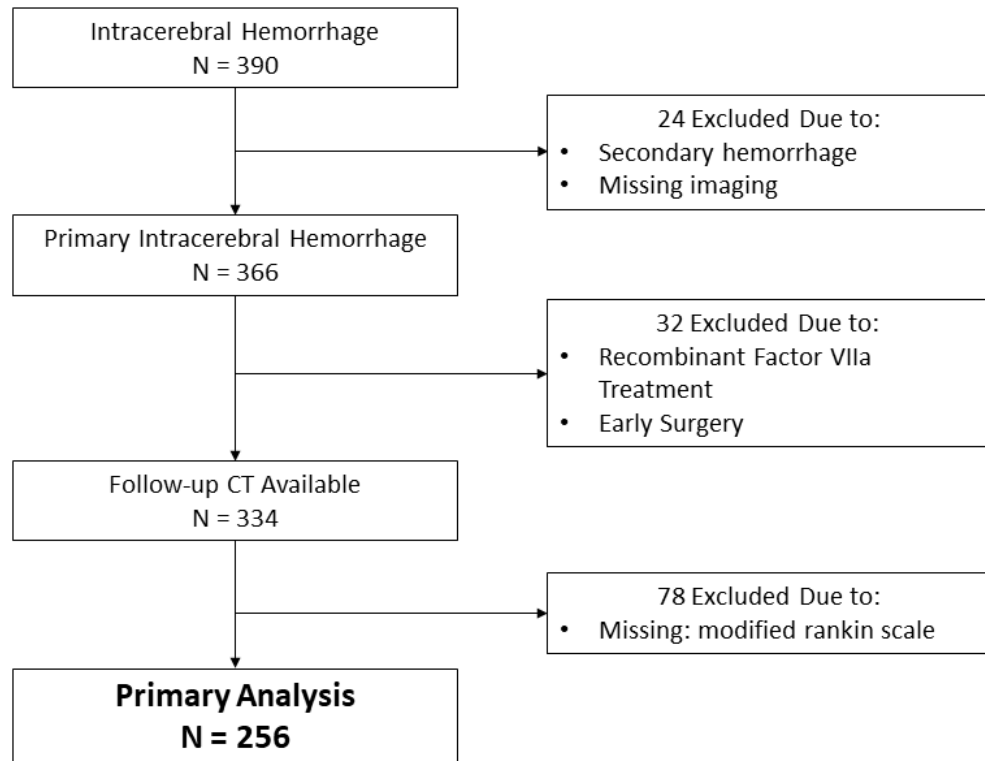 Intracerebral Hemorrhage
N = 390
24 Excluded Due to:
• Secondary hemorrhage
• Missing imaging
Primary Intracerebral Hemorrhage
N = 366
32 Excluded Due to:
• Recombinant Factor VIIa
Treatment
• Early Surgery
Follow-up CT Available
N = 334
78 Excluded Due to:
• Missing: modified rankin scale
Primary Analysis
N = 256